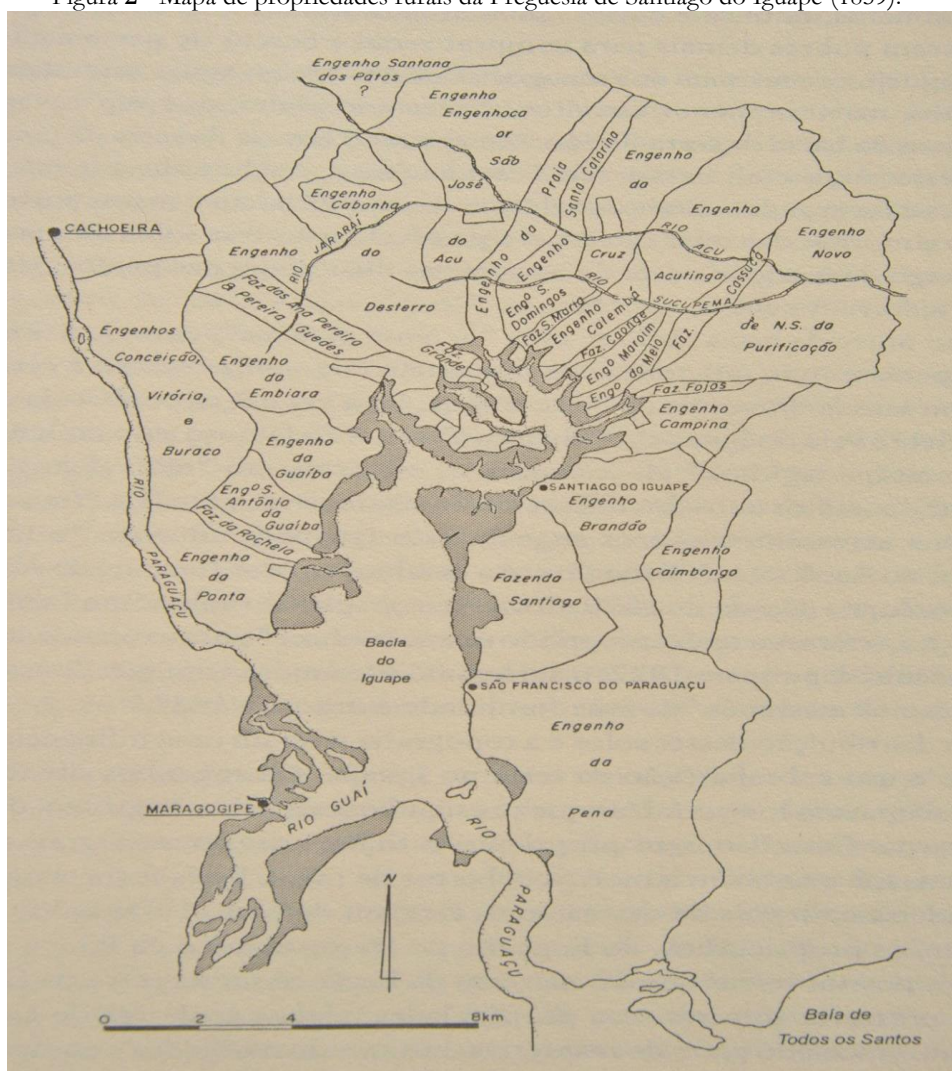 Figura 2 - Mapa de propriedades rurais da Freguesia de Santiago do Iguape (1859).
Engenho Santana
dos Patos
?
Engenho
Engenhoca
or
São
José
do
Acu
Engenho
Cabonha
CACHOEIRA
Engenho
do
Desterro
RIO JARARAÍ
Engenho da Praia
Engenho Santa Catarina
Engenho
da
Cruz
Engenho
Acutinga
RIO ACU
Engenho
Novo
de N.S. da
Purificação
Faz. Cassucá
RIO SUCUPEMA
Engº S.
Domingos
Faz S. Marta
Engenho Calembá
Faz. Caonge
Engº Maroim
Engº do Meio
Faz. Fojos
Engenho
Campina
Faz das Ana Pereira
B Pereira Guedes
Faz
Grande
Engenhos
Conceição,
Vitória,
e
Buraco
Engenho
da
Embiara
Engenho
da
Guaíba
Engº S.
Antônio
da
Guaíba
Faz da Rochela
Engenho
da
Ponta
RIO PARAGUAÇU
SANTIAGO DO IGUAPE
Engenho
Brandão
Engenho
Caimbongo
Fazenda
Santiago
Bacia
do
Iguape
SÃO FRANCISCO DO PARAGUAÇU
Engenho
da
Pena
MARAGOGIPE
RIO GUAÍ
RIO PARAGUAÇU
N
0 2 4 8km
Baía de
Todos os Santos